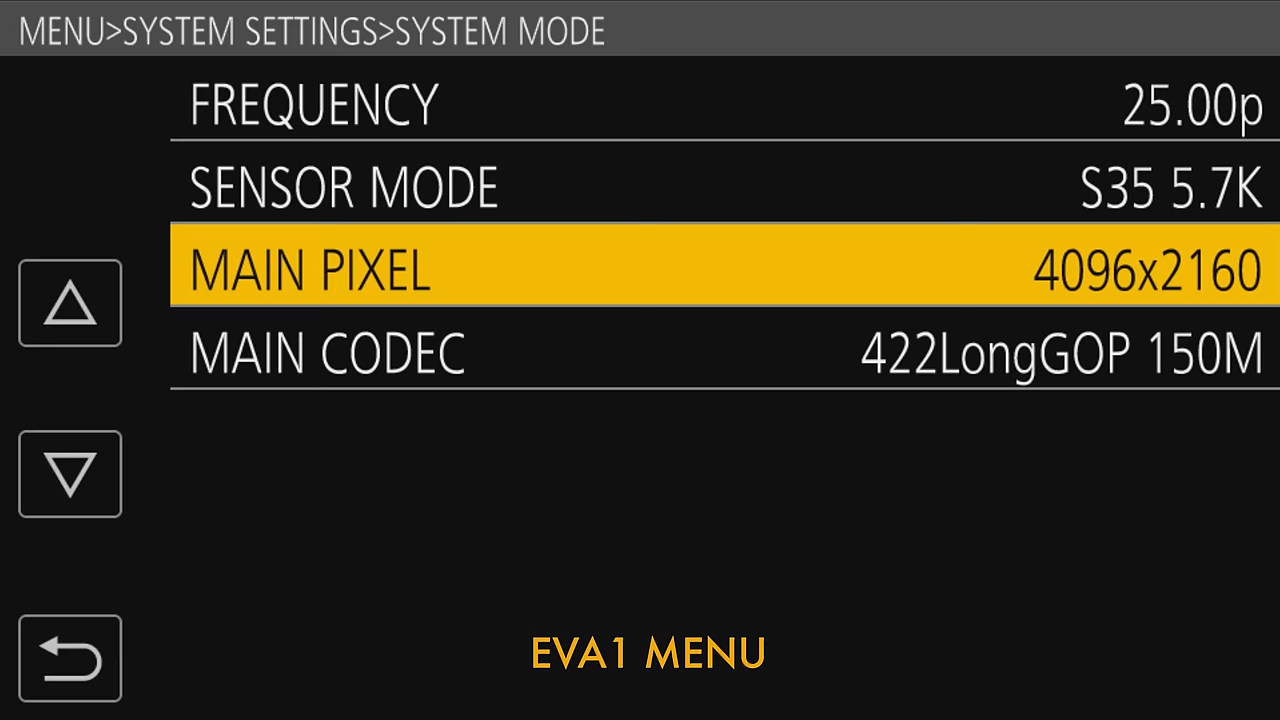 MENU>SYSTEM SETTINGS>SYSTEM MODE
FREQUENCY 25.00p
SENSOR MODE S35 5.7K
MAIN PIXEL 4096x2160
MAIN CODEC 422LongGOP 150M
EVA1 MENU